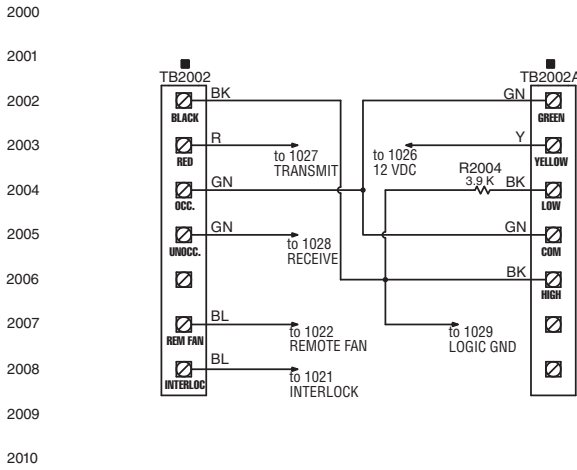 2000
2001
TB2002
TB2002A
2002
BK
GN
BLACK
GREEN
2003
R
to 1027
TRANSMIT
to 1026
12 VDC
Y
RED
YELLOW
2004
GN
R2004
3.9 K
BK
OCC.
LOW
2005
GN
to 1028
RECEIVE
GN
UNOCC.
COM
2006
BK
HIGH
2007
BL
to 1022
REMOTE FAN
to 1029
LOGIC GND
REM FAN
2008
BL
to 1021
INTERLOCK
INTERLOC
2009
2010